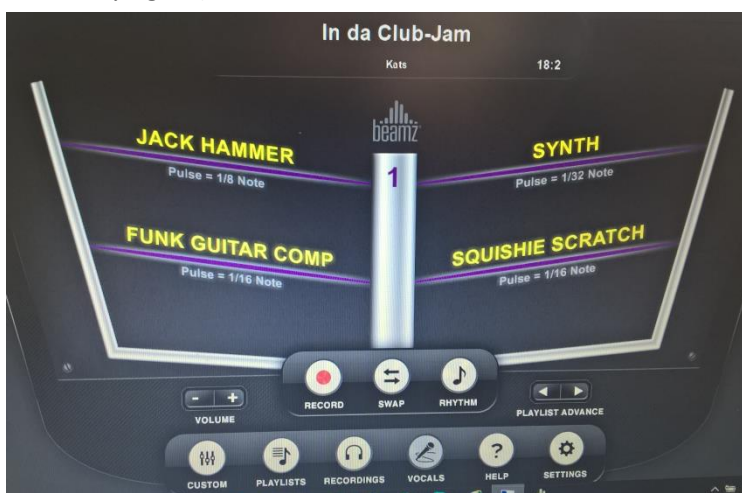 In da Club-Jam
Kats 18:2
beamz
JACK HAMMER
Pulse = 1/8 Note
SYNTH
Pulse = 1/32 Note
1
FUNK GUITAR COMP
Pulse = 1/16 Note
SQUISHIE SCRATCH
Pulse = 1/16 Note
RECORD SWAP RHYTHM
- +
VOLUME
PLAYLIST ADVANCE
?
CUSTOM PLAYLISTS RECORDINGS VOCALS HELP SETTINGS